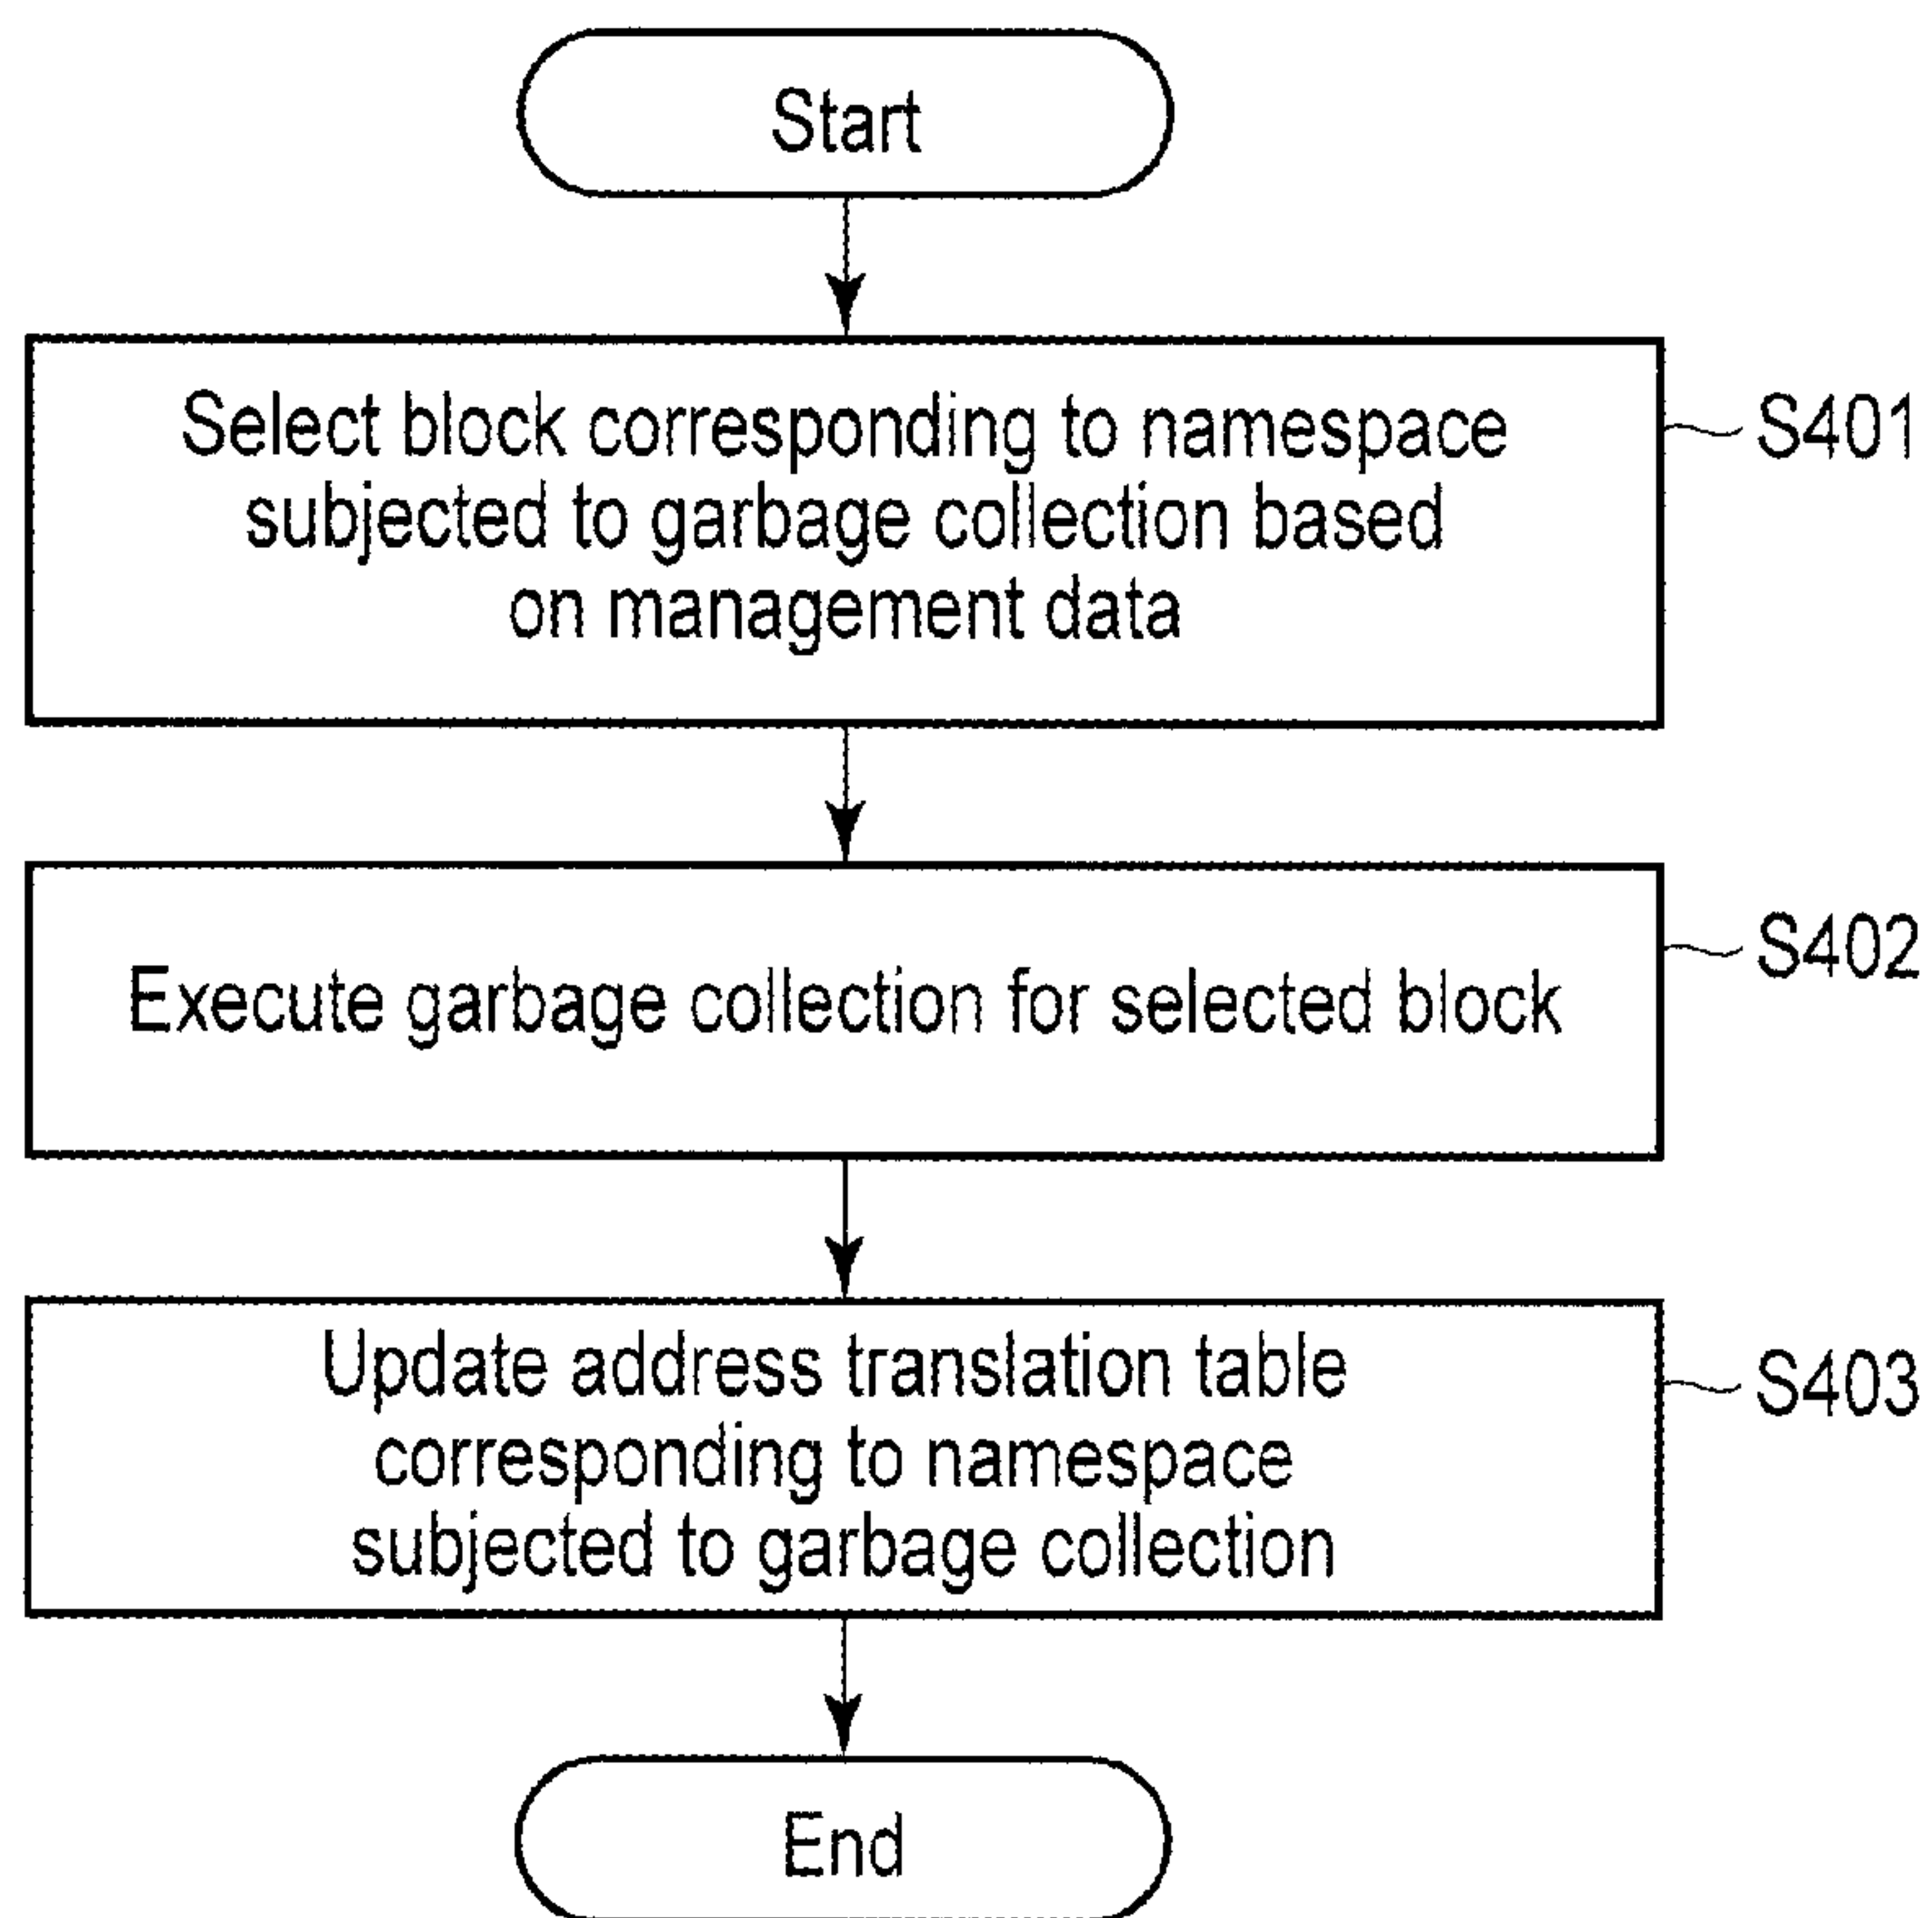 Start
Select block corresponding to namespace
subjected to garbage collection based
on management data
S401
Execute garbage collection for selected block
S402
Update address translation table
corresponding to namespace
subjected to garbage collection
S403
End